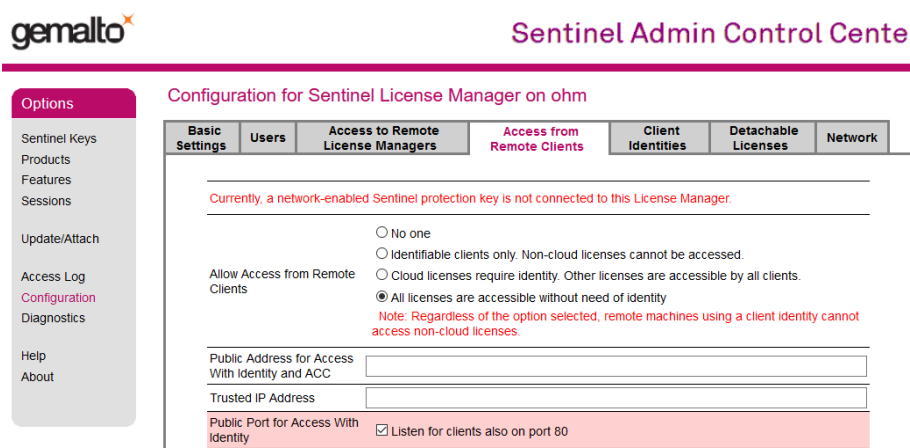 gemalto
Sentinel Admin Control Cente
Options
Sentinel Keys
Products
Features
Sessions
Update/Attach
Access Log
Configuration
Diagnostics
Help
About
Configuration for Sentinel License Manager on ohm
Basic
Settings
Users
Access to Remote
License Managers
Access from
Remote Clients
Client
Identities
Detachable
Licenses
Network
Currently, a network-enabled Sentinel protection key is not connected to this License Manager.
Allow Access from Remote
Clients
No one
Identifiable clients only. Non-cloud licenses cannot be accessed.
Cloud licenses require identity. Other licenses are accessible by all clients.
All licenses are accessible without need of identity
Note: Regardless of the option selected, remote machines using a client identity cannot
access non-cloud licenses.
Public Address for Access
With Identity and ACC
Trusted IP Address
Public Port for Access With
Identity
Listen for clients also on port 80